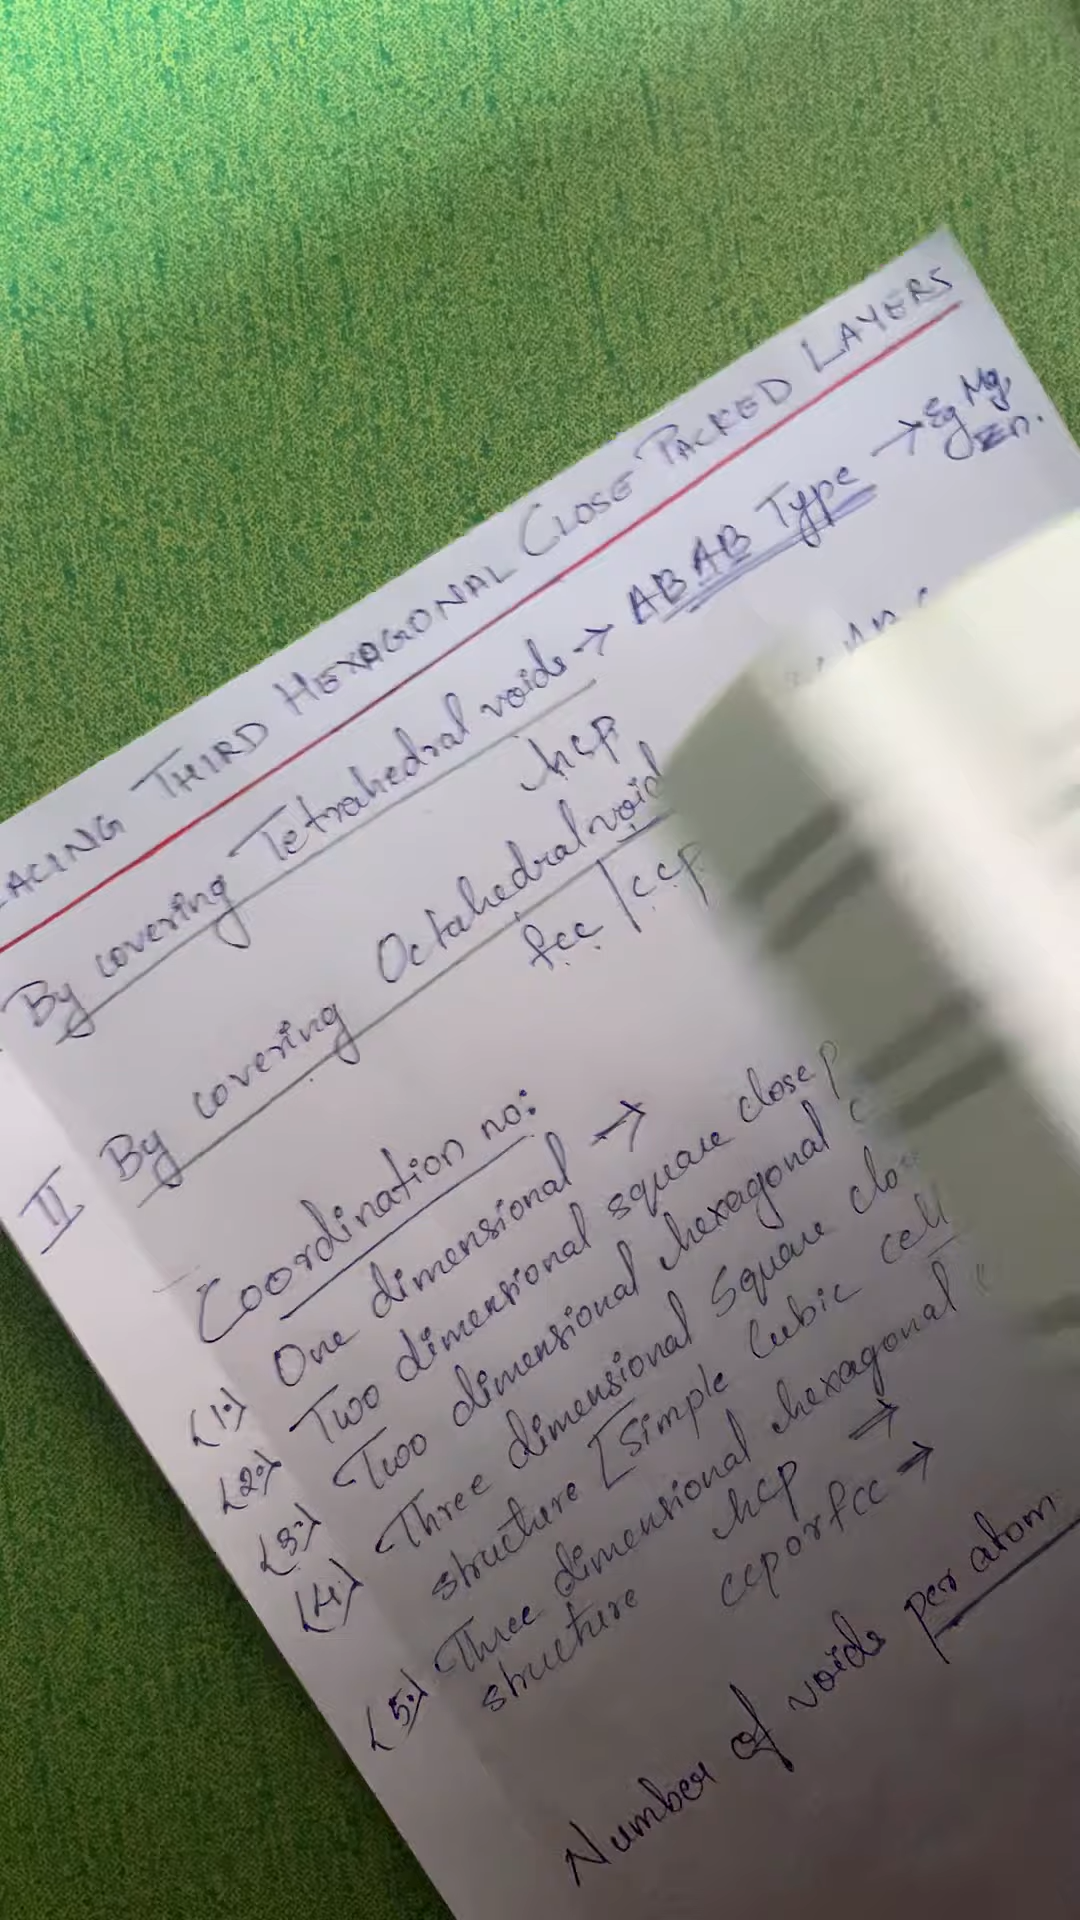 LACING THIRD HEXAGONAL CLOSE PACKED LAYERS
By covering Tetrahedral voids → ABAB Type → Eg Mg, Zn.
hcp
II By covering Octahedral void
fcc / ccp
Coordination no:
(1.) One dimensional →
(2.) Two dimensional square close p
(3.) Two dimensional hexagonal c
(4.) Three dimensional Square clo
structure [Simple Cubic cell
(5.) Three dimensional hexagonal
structure hcp →
ccp or fcc →
Number of voids per atom